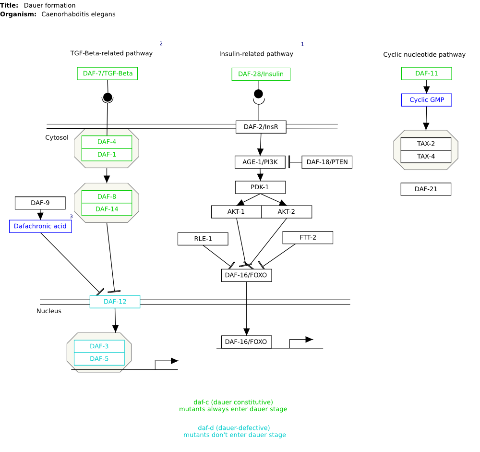 Title: Dauer formation
Organism: Caenorhabditis elegans
2
1
TGF-Beta-related pathway
Insulin-related pathway
Cyclic nucleotide pathway
DAF-7/TGF-Beta
DAF-28/Insulin
DAF-11
Cyclic GMP
DAF-2/InsR
Cytosol
DAF-4
DAF-1
TAX-2
TAX-4
AGE-1/PI3K
DAF-18/PTEN
PDK-1
DAF-21
DAF-8
DAF-14
DAF-9
AKT-1
AKT-2
3
Dafachronic acid
RLE-1
FTT-2
DAF-16/FOXO
DAF-12
Nucleus
DAF-16/FOXO
DAF-3
DAF-5
daf-c (dauer constitutive)
mutants always enter dauer stage
daf-d (dauer-defective)
mutants don't enter dauer stage